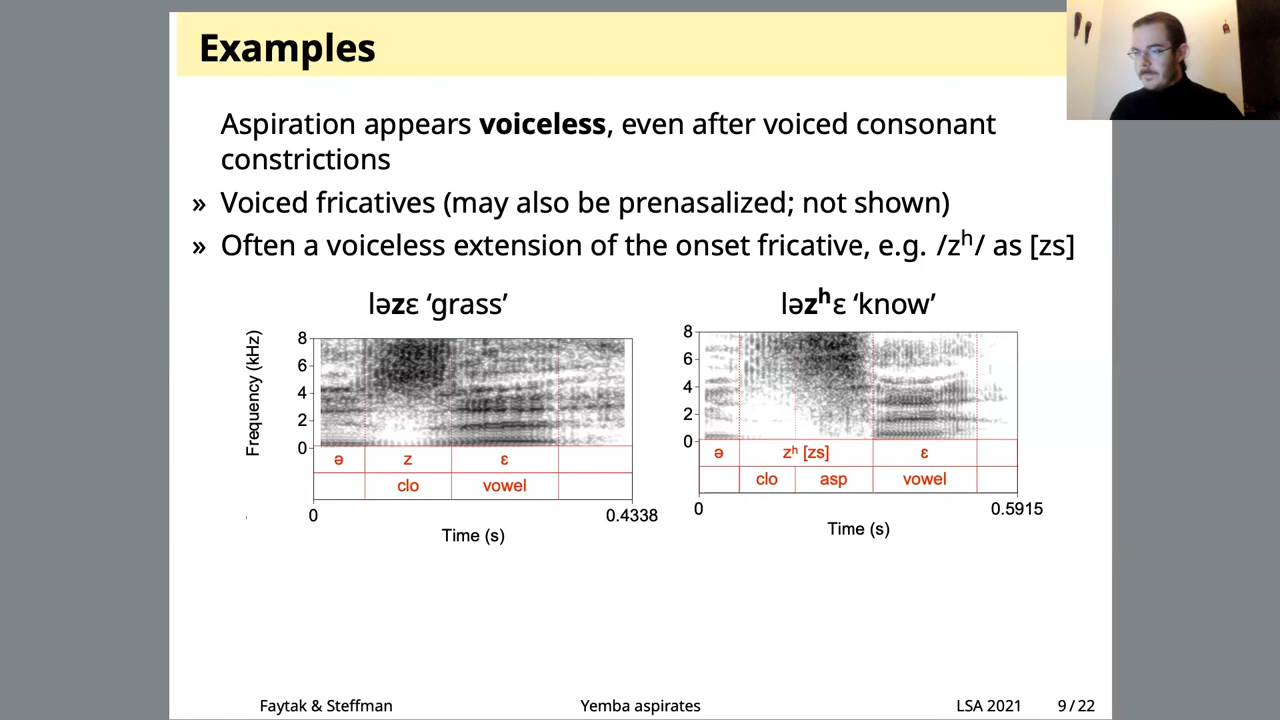 Examples
Aspiration appears voiceless, even after voiced consonant
constrictions
» Voiced fricatives (may also be prenasalized; not shown)
» Often a voiceless extension of the onset fricative, e.g. /zʰ/ as [zs]
ləzɛ ‘grass’
Frequency (kHz)
8
6
4
2
0
ə z ɛ
clo vowel
0 0.4338
Time (s)
ləzʰɛ ‘know’
8
6
4
2
0
ə zʰ [zs] ɛ
clo asp vowel
0 0.5915
Time (s)
Faytak & Steffman Yemba aspirates LSA 2021 9 / 22